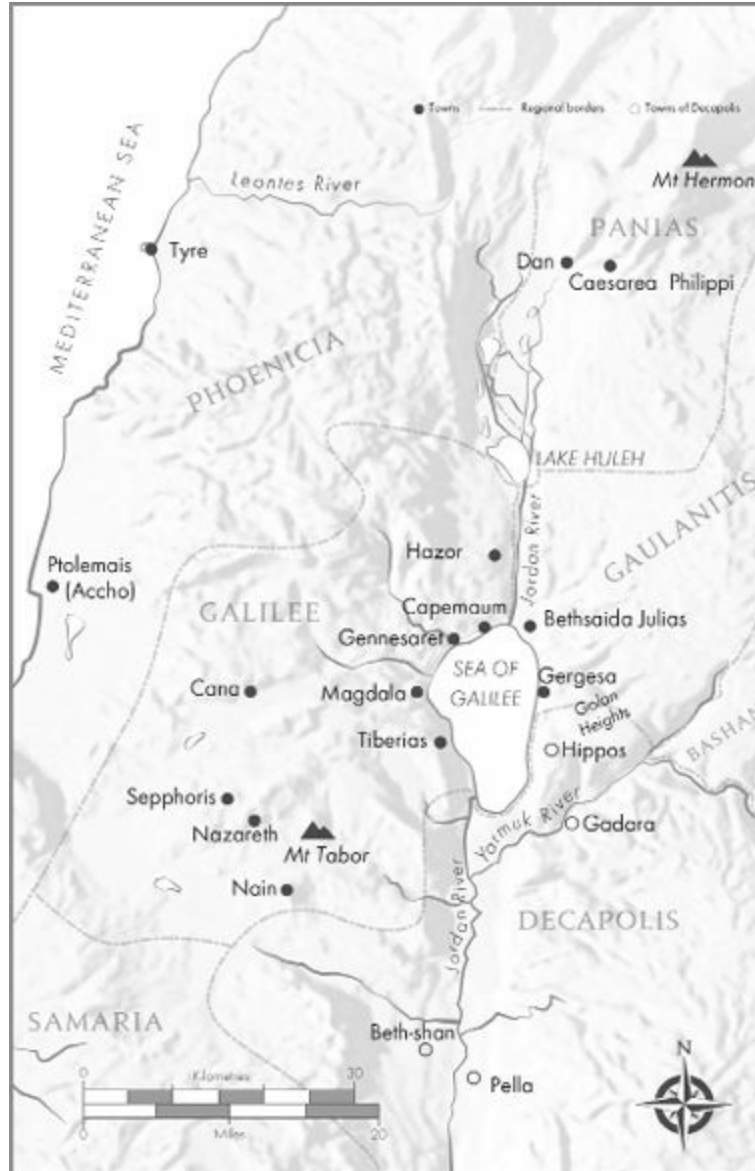 Towns
Regional borders
Towns of Decapolis
Mt Hermon
Leontes River
PANIAS
MEDITERRANEAN SEA
Tyre
Dan
Caesarea Philippi
PHOENICIA
LAKE HULEH
GAULANITIS
Jordan River
Hazor
Ptolemais
(Accho)
GALILEE
Capernaum
Bethsaida Julias
Gennesaret
SEA OF
GALILEE
Gergesa
Cana
Magdala
Golan
Heights
BASHAN
Tiberias
Hippos
Sepphoris
Yarmuk River
Nazareth
Gadara
Mt Tabor
Nain
Jordan River
DECAPOLIS
SAMARIA
Beth-shan
Pella
N
Kilometres
0 30
0 20
Miles